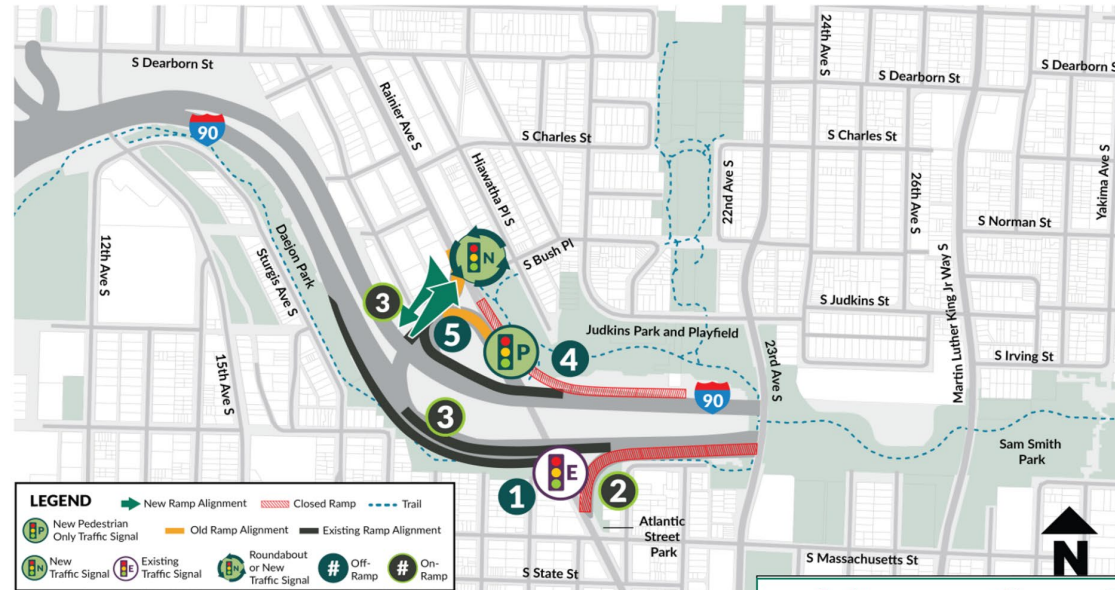 S Dearborn St
24th Ave S
Yakima Ave S
S Dearborn St
S Dearborn St
Rainier Ave S
90
S Charles St
S Charles St
Hiawatha Pl S
22nd Ave S
26th Ave S
S Norman St
12th Ave S
Sturgis Ave S
Daejon Park
N
S Bush Pl
Martin Luther King Jr Way S
3
S Judkins St
5
P
4
Judkins Park and Playfield
23rd Ave S
S Irving St
15th Ave S
90
3
Sam Smith
Park
1
E
2
Atlantic
Street
Park
N
S Massachusetts St
S State St
LEGEND
New Ramp Alignment
Closed Ramp
Trail
P
New Pedestrian
Only Traffic Signal
Old Ramp Alignment
Existing Ramp Alignment
N
New
Traffic Signal
E
Existing
Traffic Signal
N
Roundabout
or New
Traffic Signal
#
Off-
Ramp
#
On-
Ramp